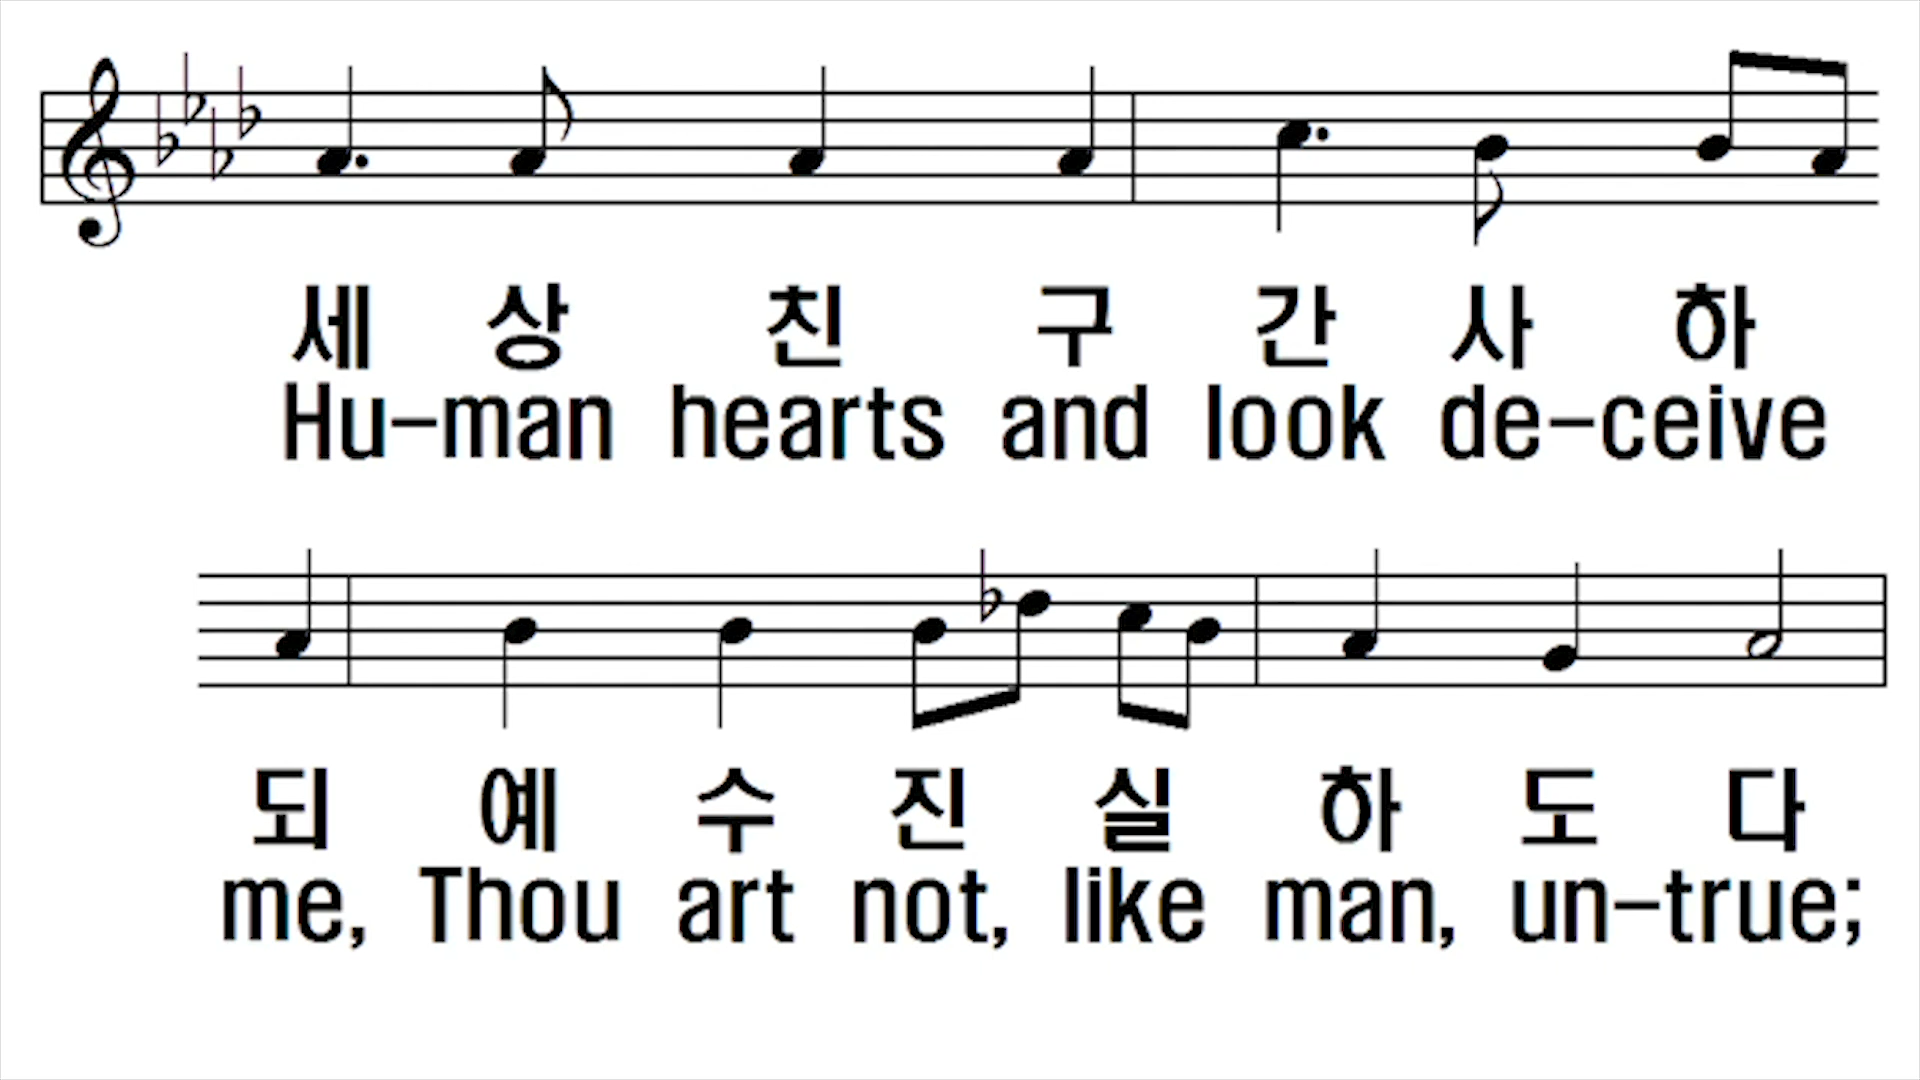 세 상 친 구 간 사 하
Hu-man hearts and look de-ceive
되 예 수 진 실 하 도 다
me, Thou art not, like man, un-true;